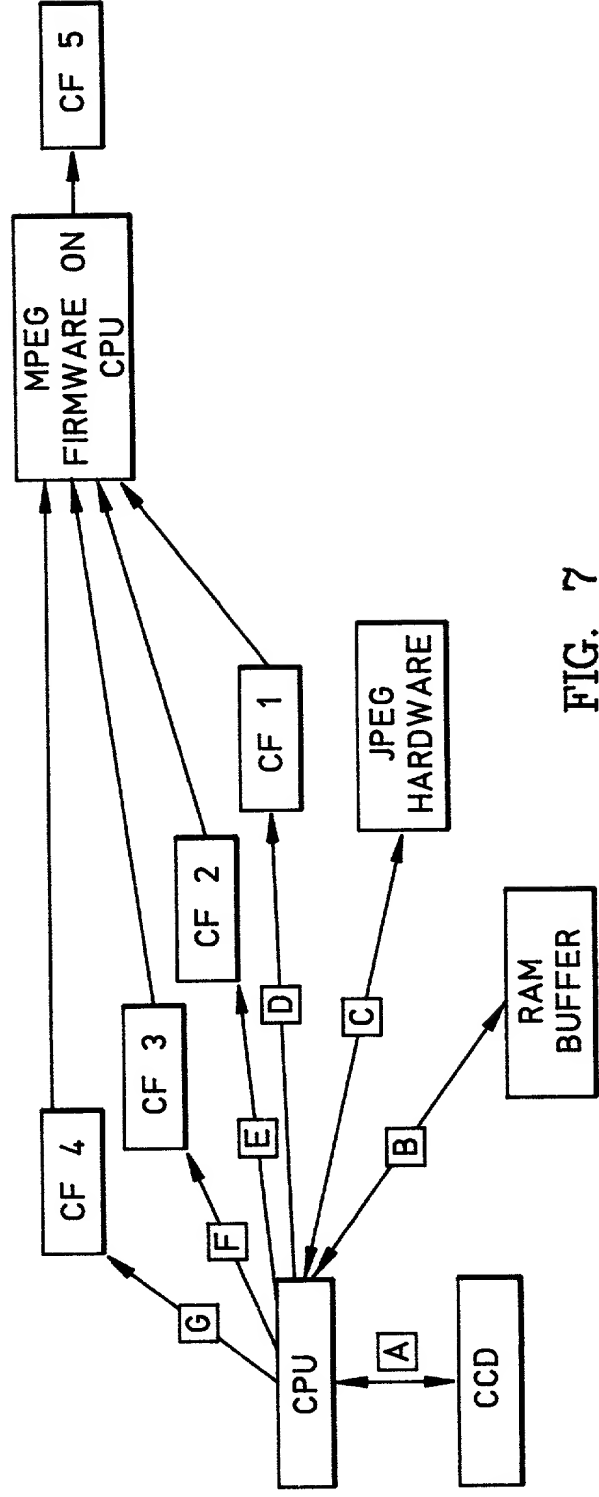 CF 5
MPEG
FIRMWARE ON
CPU
CF 4
CF 3
CF 2
CF 1
JPEG
HARDWARE
RAM
BUFFER
CPU
CCD
G
F
E
D
C
B
A
FIG. 7